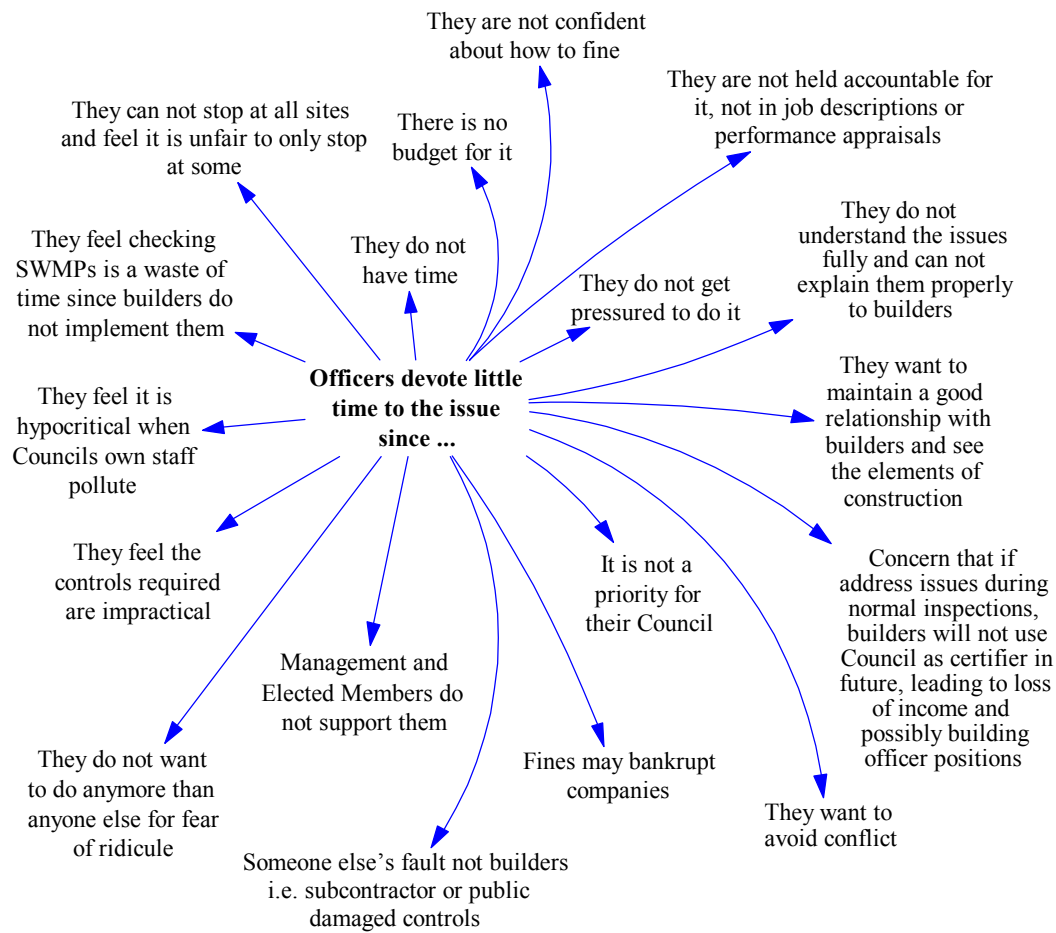 They are not confident
about how to fine
They are not held accountable for
it, not in job descriptions or
performance appraisals
They can not stop at all sites
and feel it is unfair to only stop
at some
There is no
budget for it
They do not
understand the issues
fully and can not
explain them properly
to builders
They feel checking
SWMPs is a waste of
time since builders do
not implement them
They do not
have time
They do not get
pressured to do it
Officers devote little
time to the issue
since ...
They want to
maintain a good
relationship with
builders and see
the elements of
construction
They feel it is
hypocritical when
Councils own staff
pollute
They feel the
controls required
are impractical
It is not a
priority for
their Council
Concern that if
address issues during
normal inspections,
builders will not use
Council as certifier in
future, leading to loss
of income and
possibly building
officer positions
Management and
Elected Members do
not support them
They do not want
to do anymore than
anyone else for fear
of ridicule
Fines may bankrupt
companies
They want to
avoid conflict
Someone else’s fault not builders
i.e. subcontractor or public
damaged controls